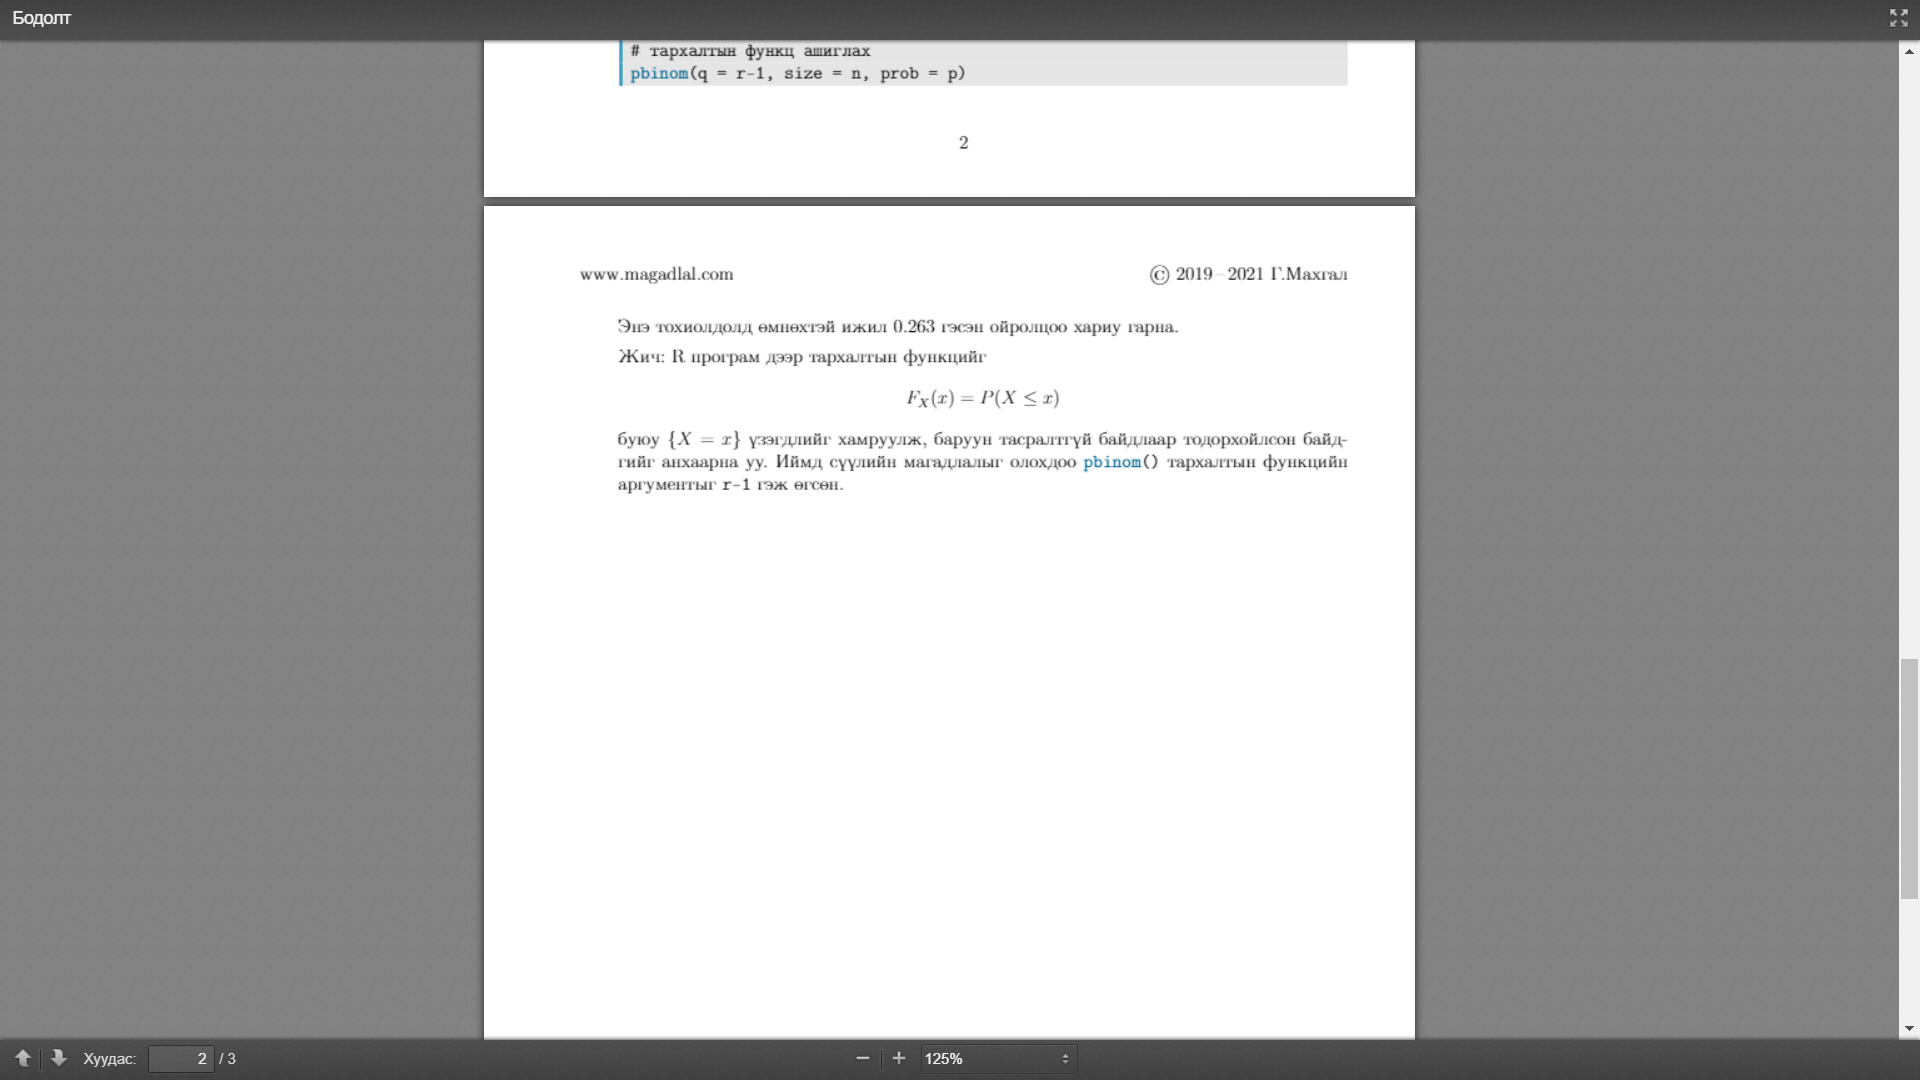 Бодолт
# тархалтын функц ашиглах
pbinom(q = r-1, size = n, prob = p)
2
www.magadlal.com
© 2019–2021 Г.Махгал
Энэ тохиолдолд өмнөхтэй ижил 0.263 гэсэн ойролцоо хариу гарна.
Жич: R програм дээр тархалтын функцийг
F_X(x) = P(X ≤ x)
буюу {X = x} үзэгдлийг хамруулж, баруун тасралтгүй байдлаар тодорхойлсон байд-
гийг анхаарна уу. Иймд сүүлийн магадлалыг олохдоо pbinom() тархалтын функцийн
аргументыг r-1 гэж өгсөн.
Хуудас: 2 / 3
125%